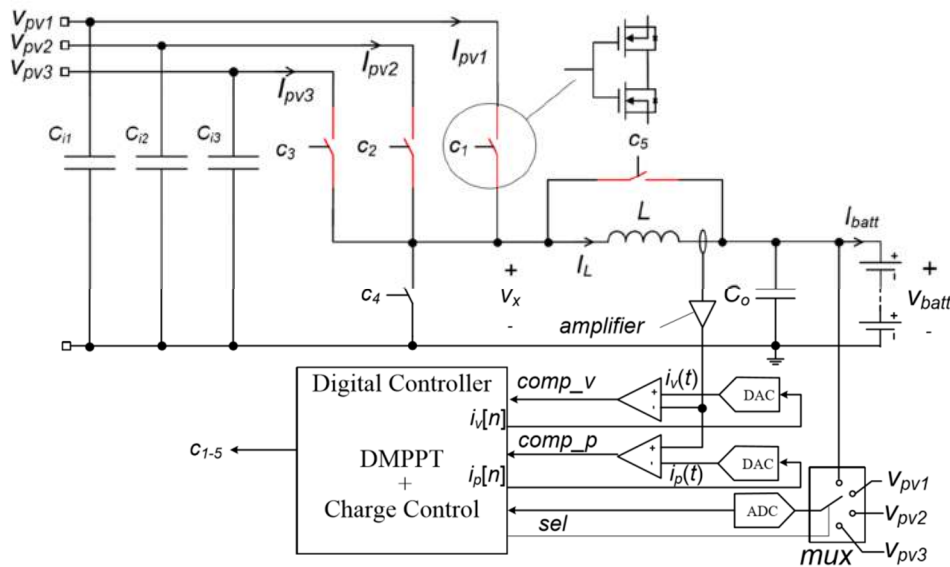 V_pv1
V_pv2
V_pv3
I_pv1
I_pv2
I_pv3
C_i1
C_i2
C_i3
c_3
c_2
c_1
c_5
L
I_L
I_batt
c_4
+
V_x
-
amplifier
C_o
+
-
+
-
+
V_batt
-
Digital Controller
DMPPT
+
Charge Control
c_1-5
comp_v
i_v[n]
comp_p
i_p[n]
sel
+
-
i_v(t)
DAC
+
-
i_p(t)
DAC
ADC
mux
V_pv1
V_pv2
V_pv3